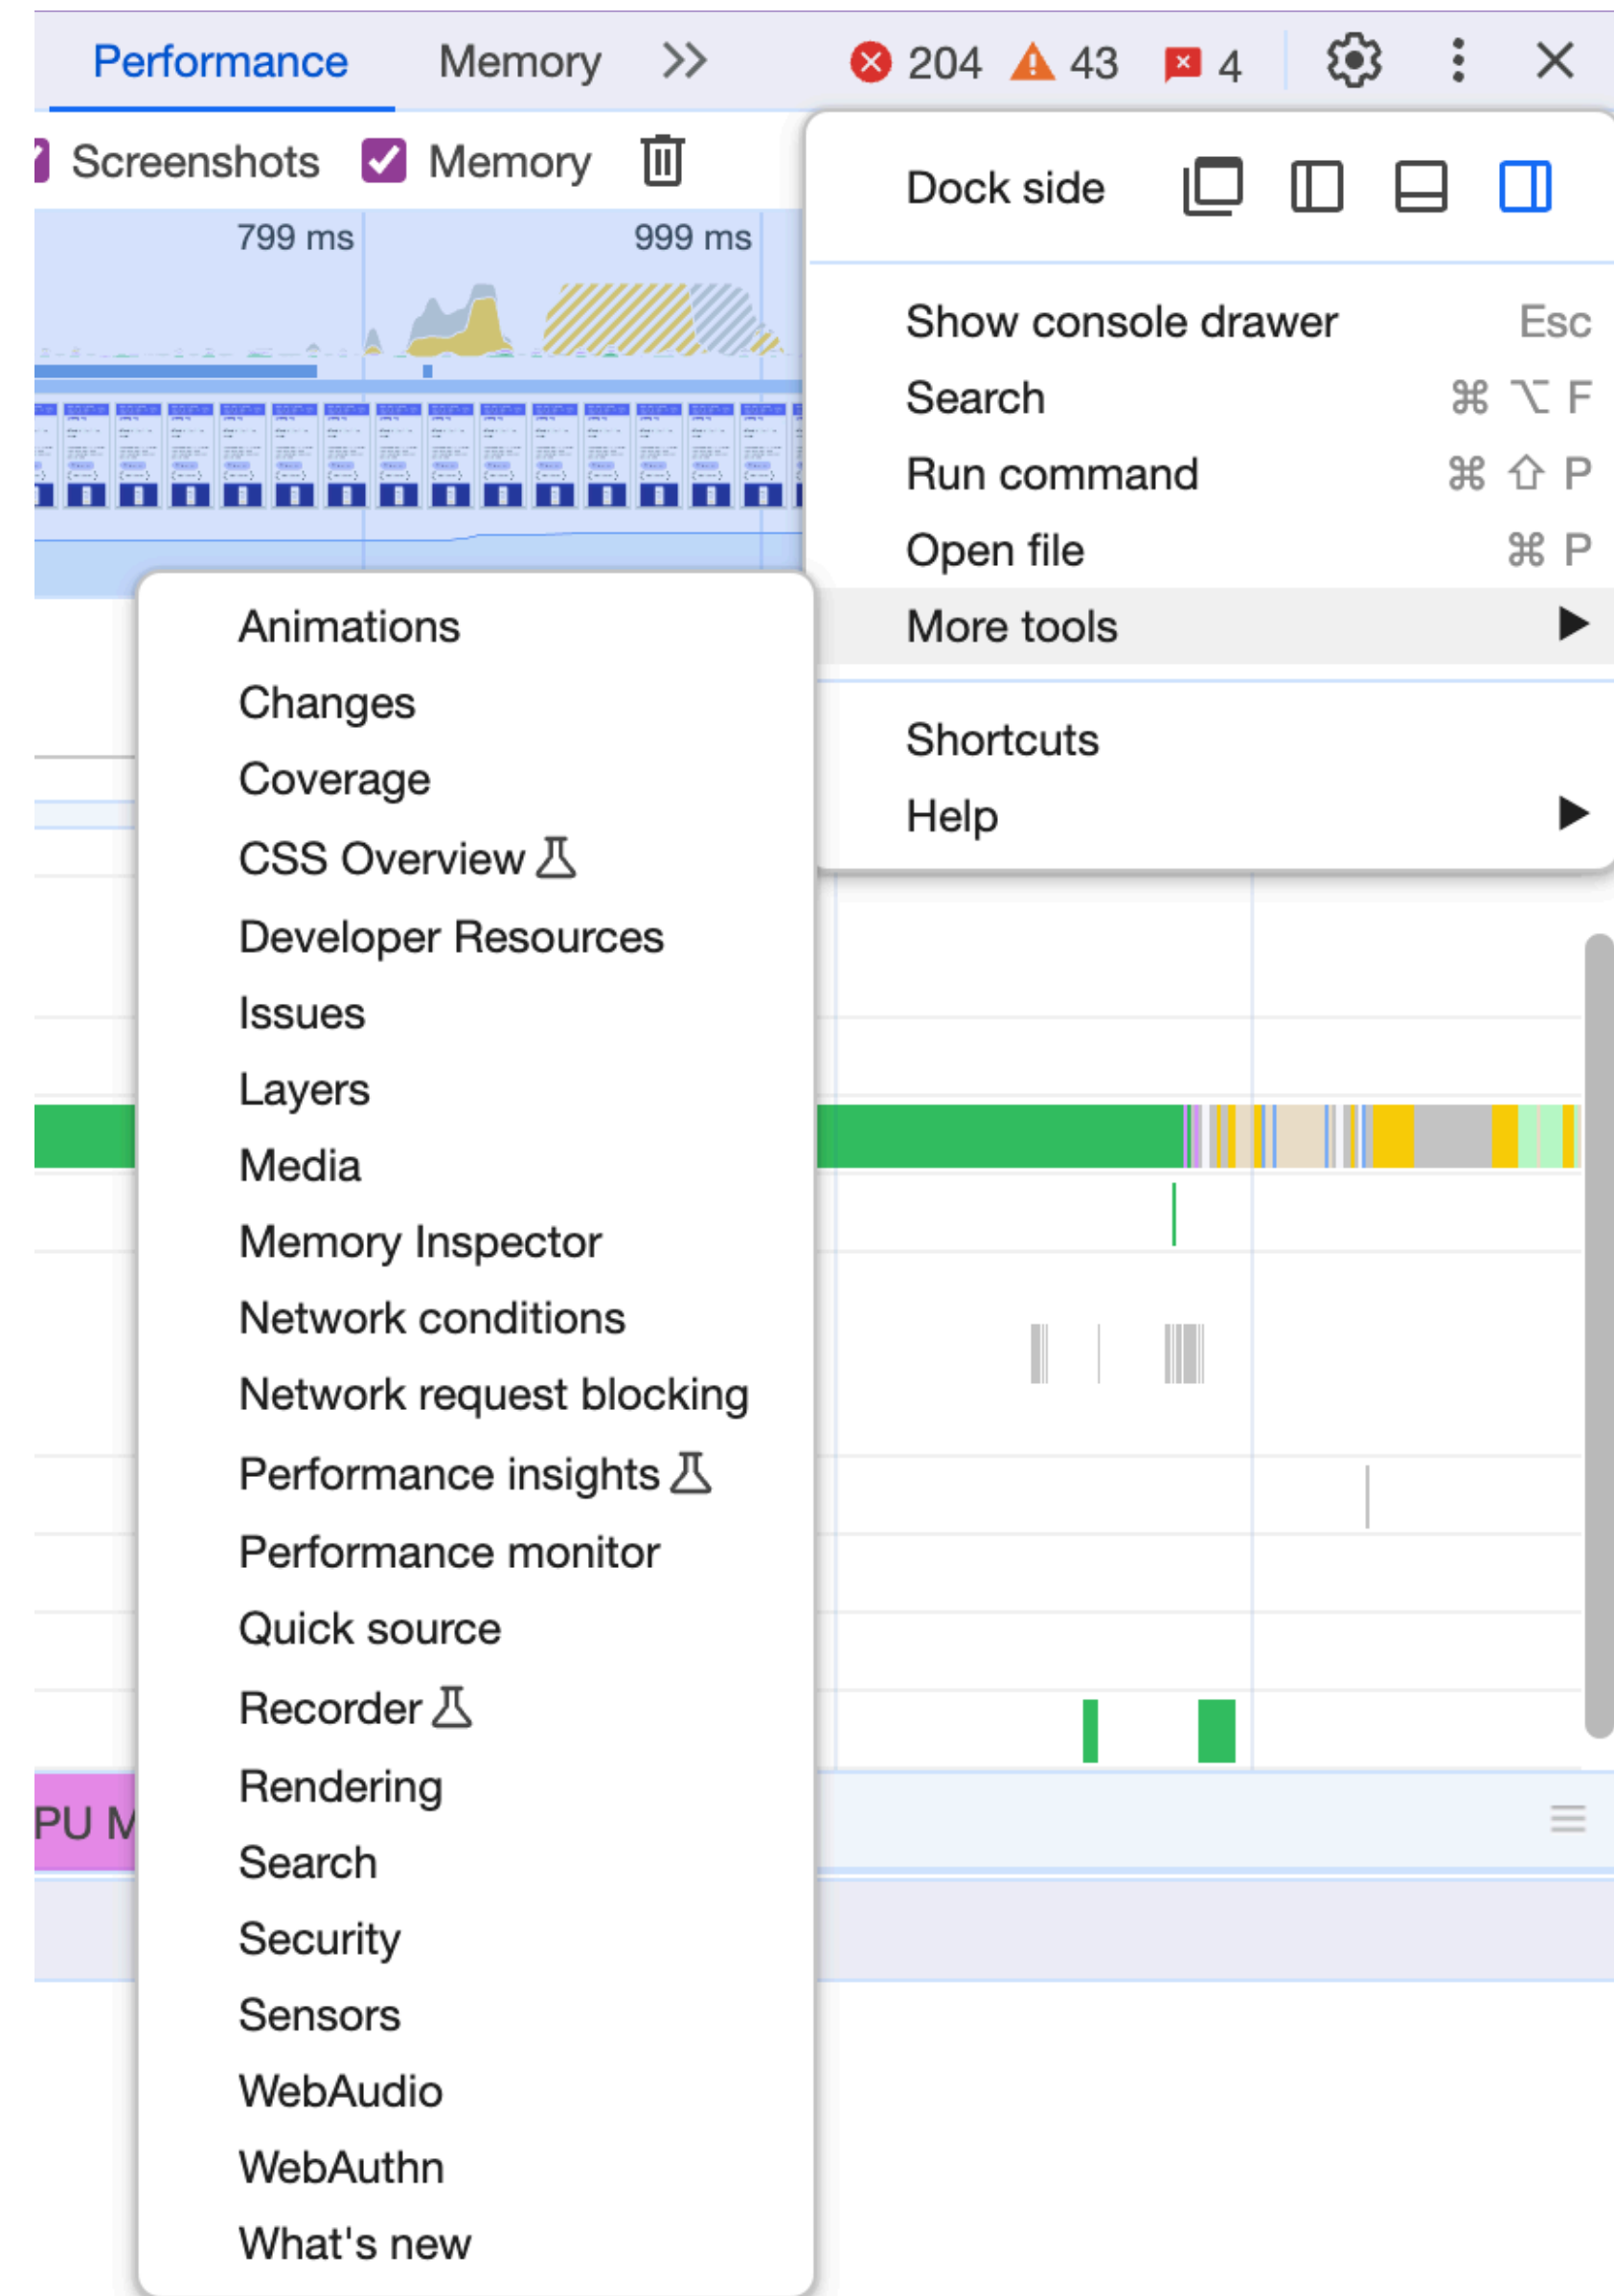 Performance Memory 204 43 4
Screenshots Memory
Dock side
799 ms 999 ms
Show console drawer Esc
Search ⌘ ⌥ F
Run command ⌘ ⇧ P
Open file ⌘ P
More tools
Shortcuts
Help
Animations
Changes
Coverage
CSS Overview
Developer Resources
Issues
Layers
Media
Memory Inspector
Network conditions
Network request blocking
Performance insights
Performance monitor
Quick source
Recorder
Rendering
Search
Security
Sensors
WebAudio
WebAuthn
What's new
PU M